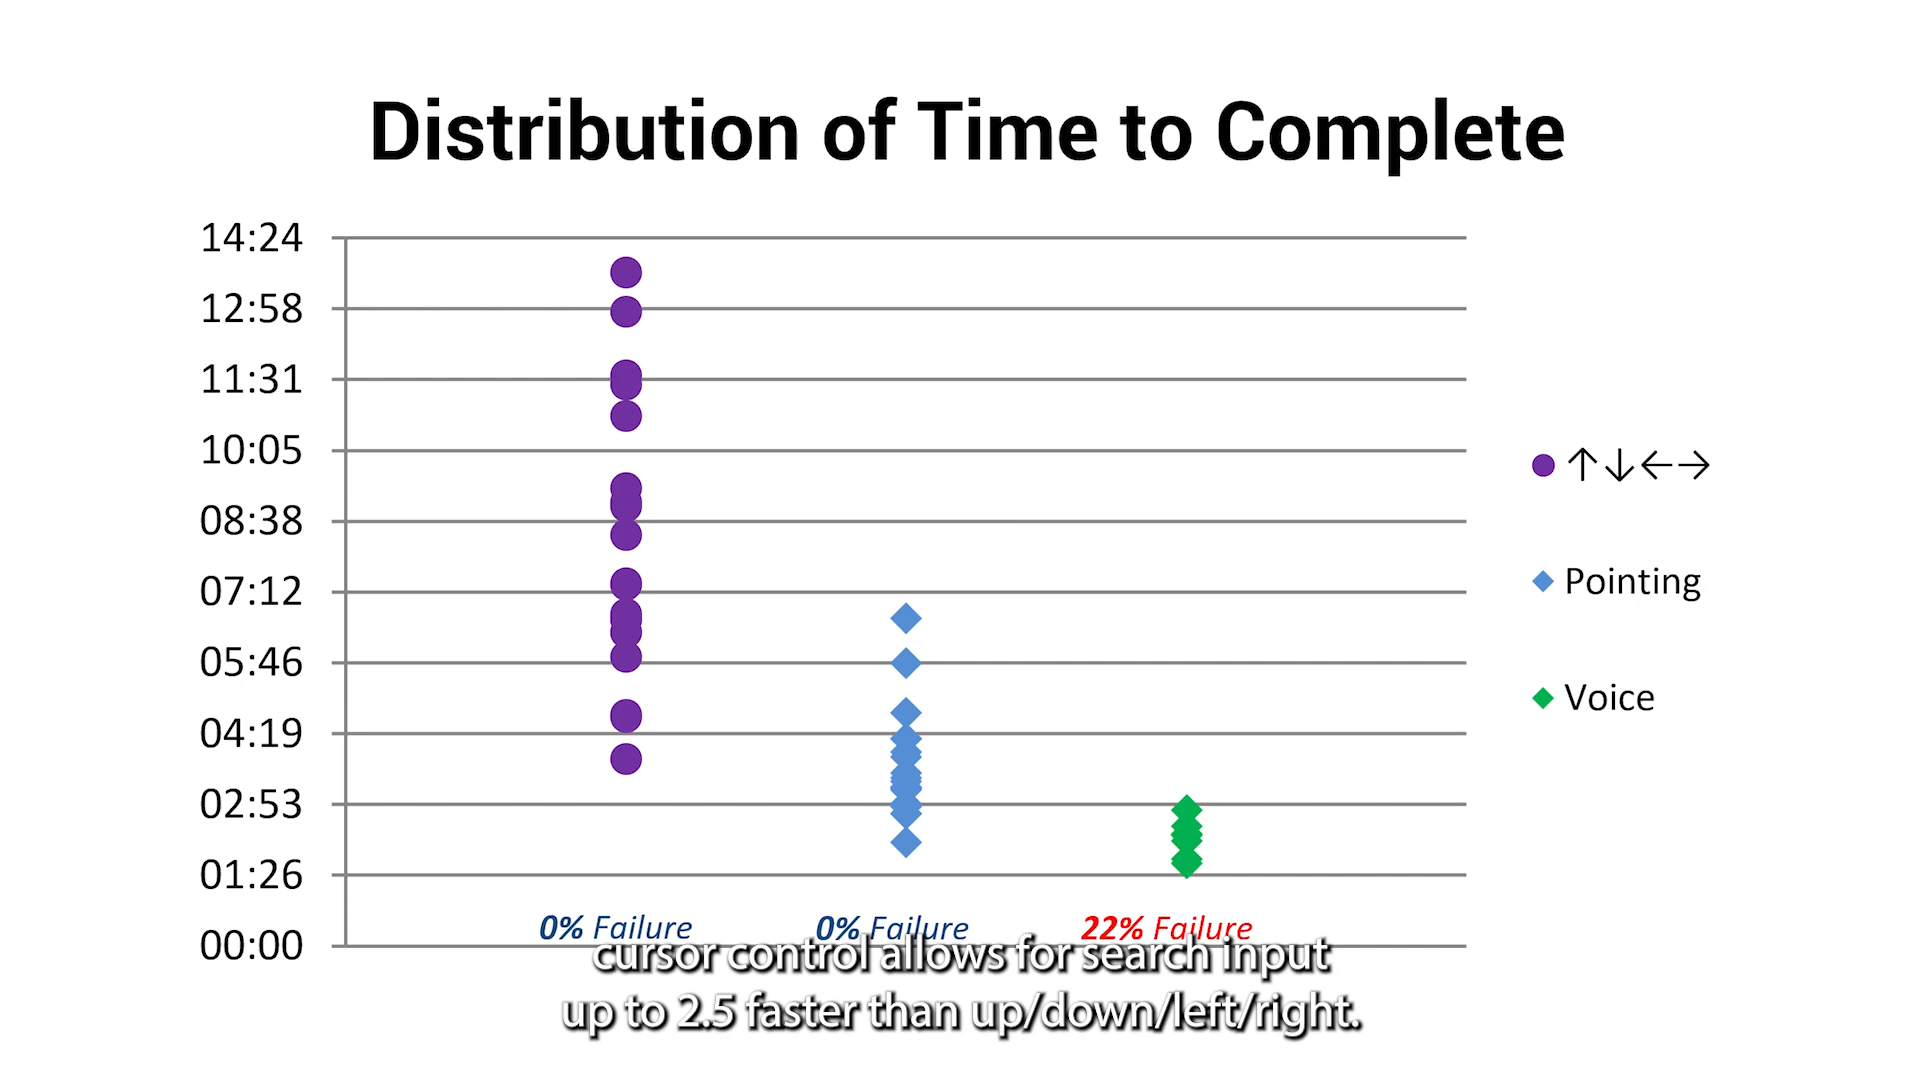 Distribution of Time to Complete
14:24
12:58
11:31
10:05
08:38
07:12
05:46
04:19
02:53
01:26
00:00
↑↓←→
Pointing
Voice
0% Failure
0% Failure
22% Failure
cursor control allows for search input
up to 2.5 faster than up/down/left/right.